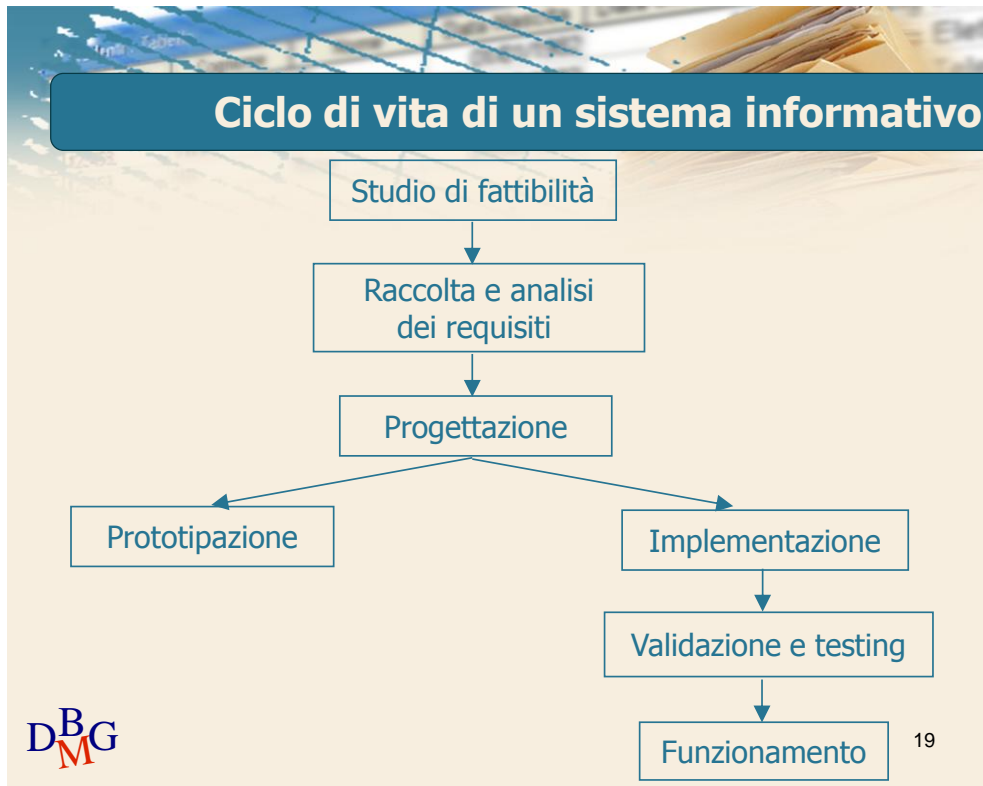 Ciclo di vita di un sistema informativo
Studio di fattibilità
Raccolta e analisi
dei requisiti
Progettazione
Prototipazione
Implementazione
Validazione e testing
Funzionamento
DBMG
19